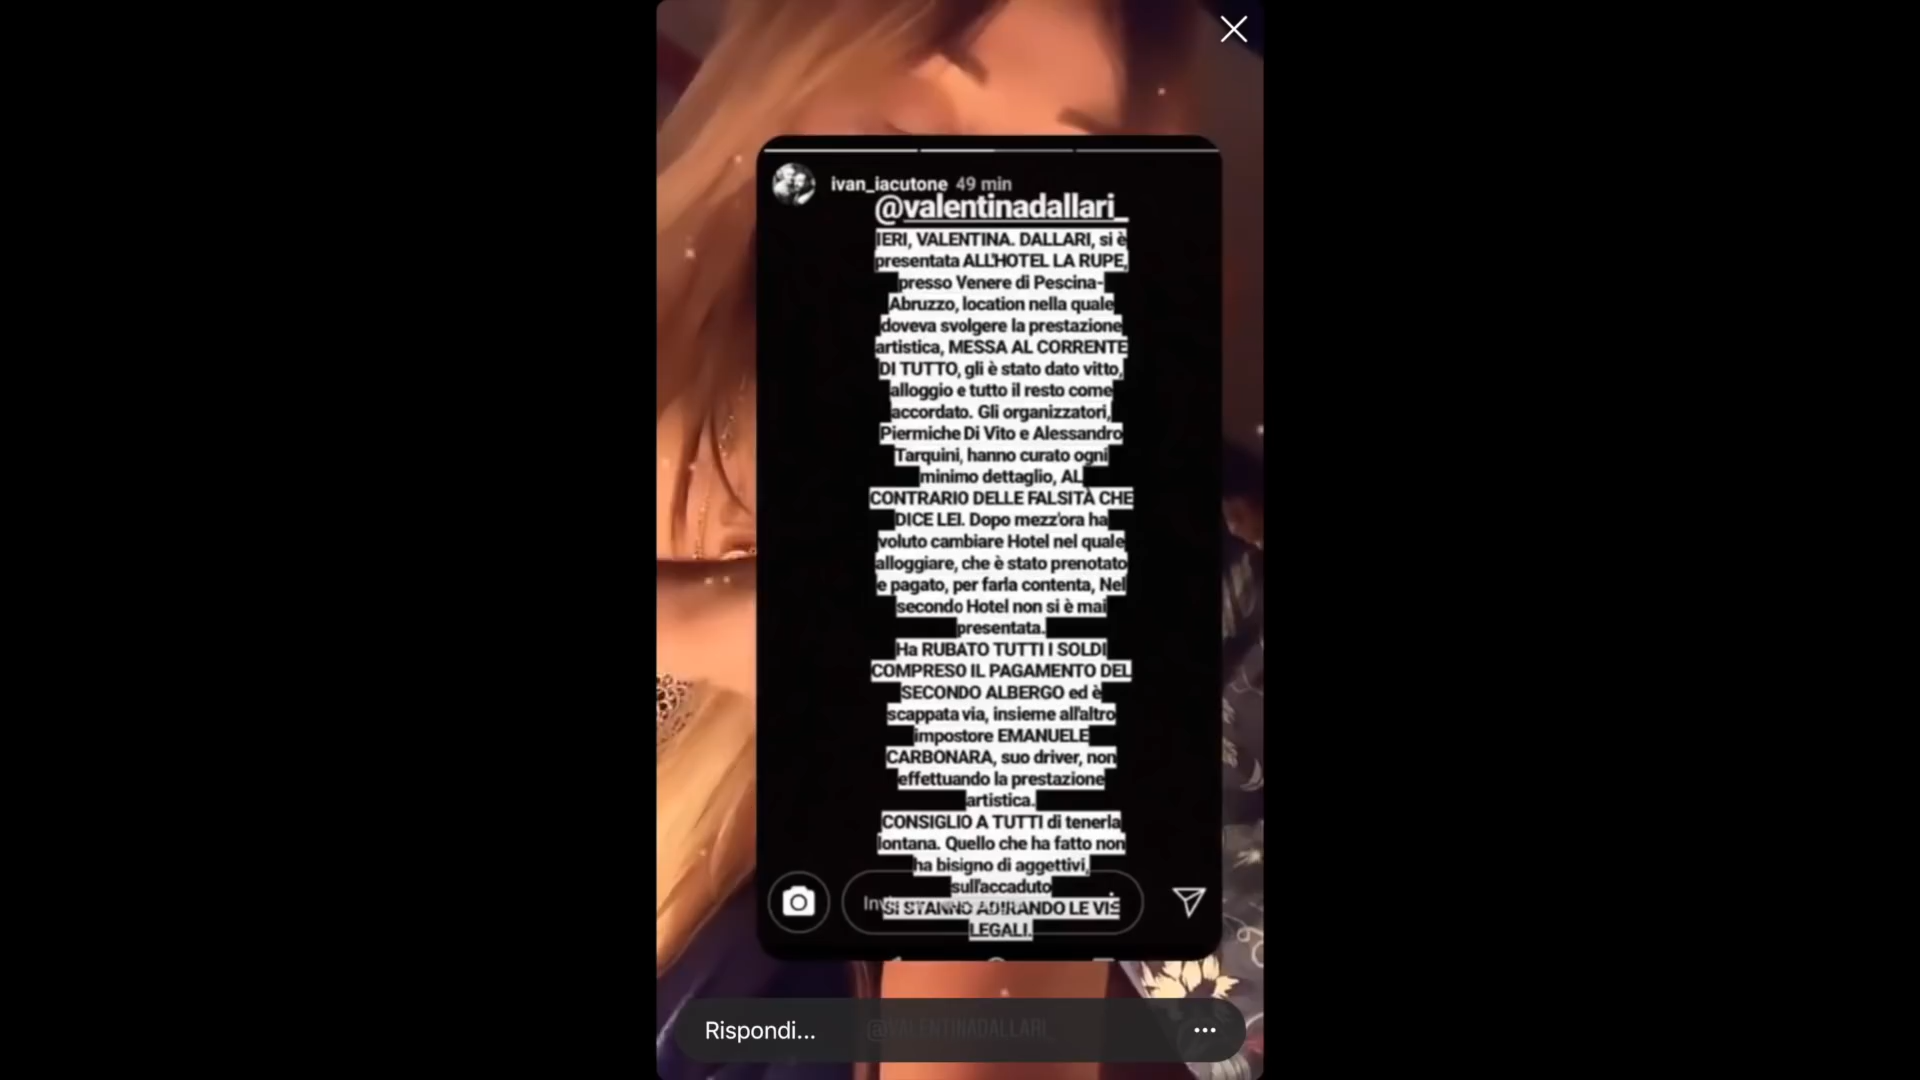 ivan_iacutone 49 min
@valentinadallari_
IERI, VALENTINA. DALLARI, si è
presentata ALL'HOTEL LA RUPE,
presso Venere di Pescina-
Abruzzo, location nella quale
doveva svolgere la prestazione
artistica, MESSA AL CORRENTE
DI TUTTO, gli è stato dato vitto,
alloggio e tutto il resto come
accordato. Gli organizzatori,
Piermiche Di Vito e Alessandro
Tarquini, hanno curato ogni
minimo dettaglio, AL
CONTRARIO DELLE FALSITÀ CHE
DICE LEI. Dopo mezz'ora ha
voluto cambiare Hotel nel quale
alloggiare, che è stato prenotato
e pagato, per farla contenta, Nel
secondo Hotel non si è mai
presentata.
Ha RUBATO TUTTI I SOLDI
COMPRESO IL PAGAMENTO DEL
SECONDO ALBERGO ed è
scappata via, insieme all'altro
impostore EMANUELE
CARBONARA, suo driver, non
effettuando la prestazione
artistica.
CONSIGLIO A TUTTI di tenerla
lontana. Quello che ha fatto non
ha bisigno di aggettivi,
sull'accaduto
SI STANNO ADIRANDO LE VIE
LEGALI.
Rispondi... @VALENTINADALLARI_